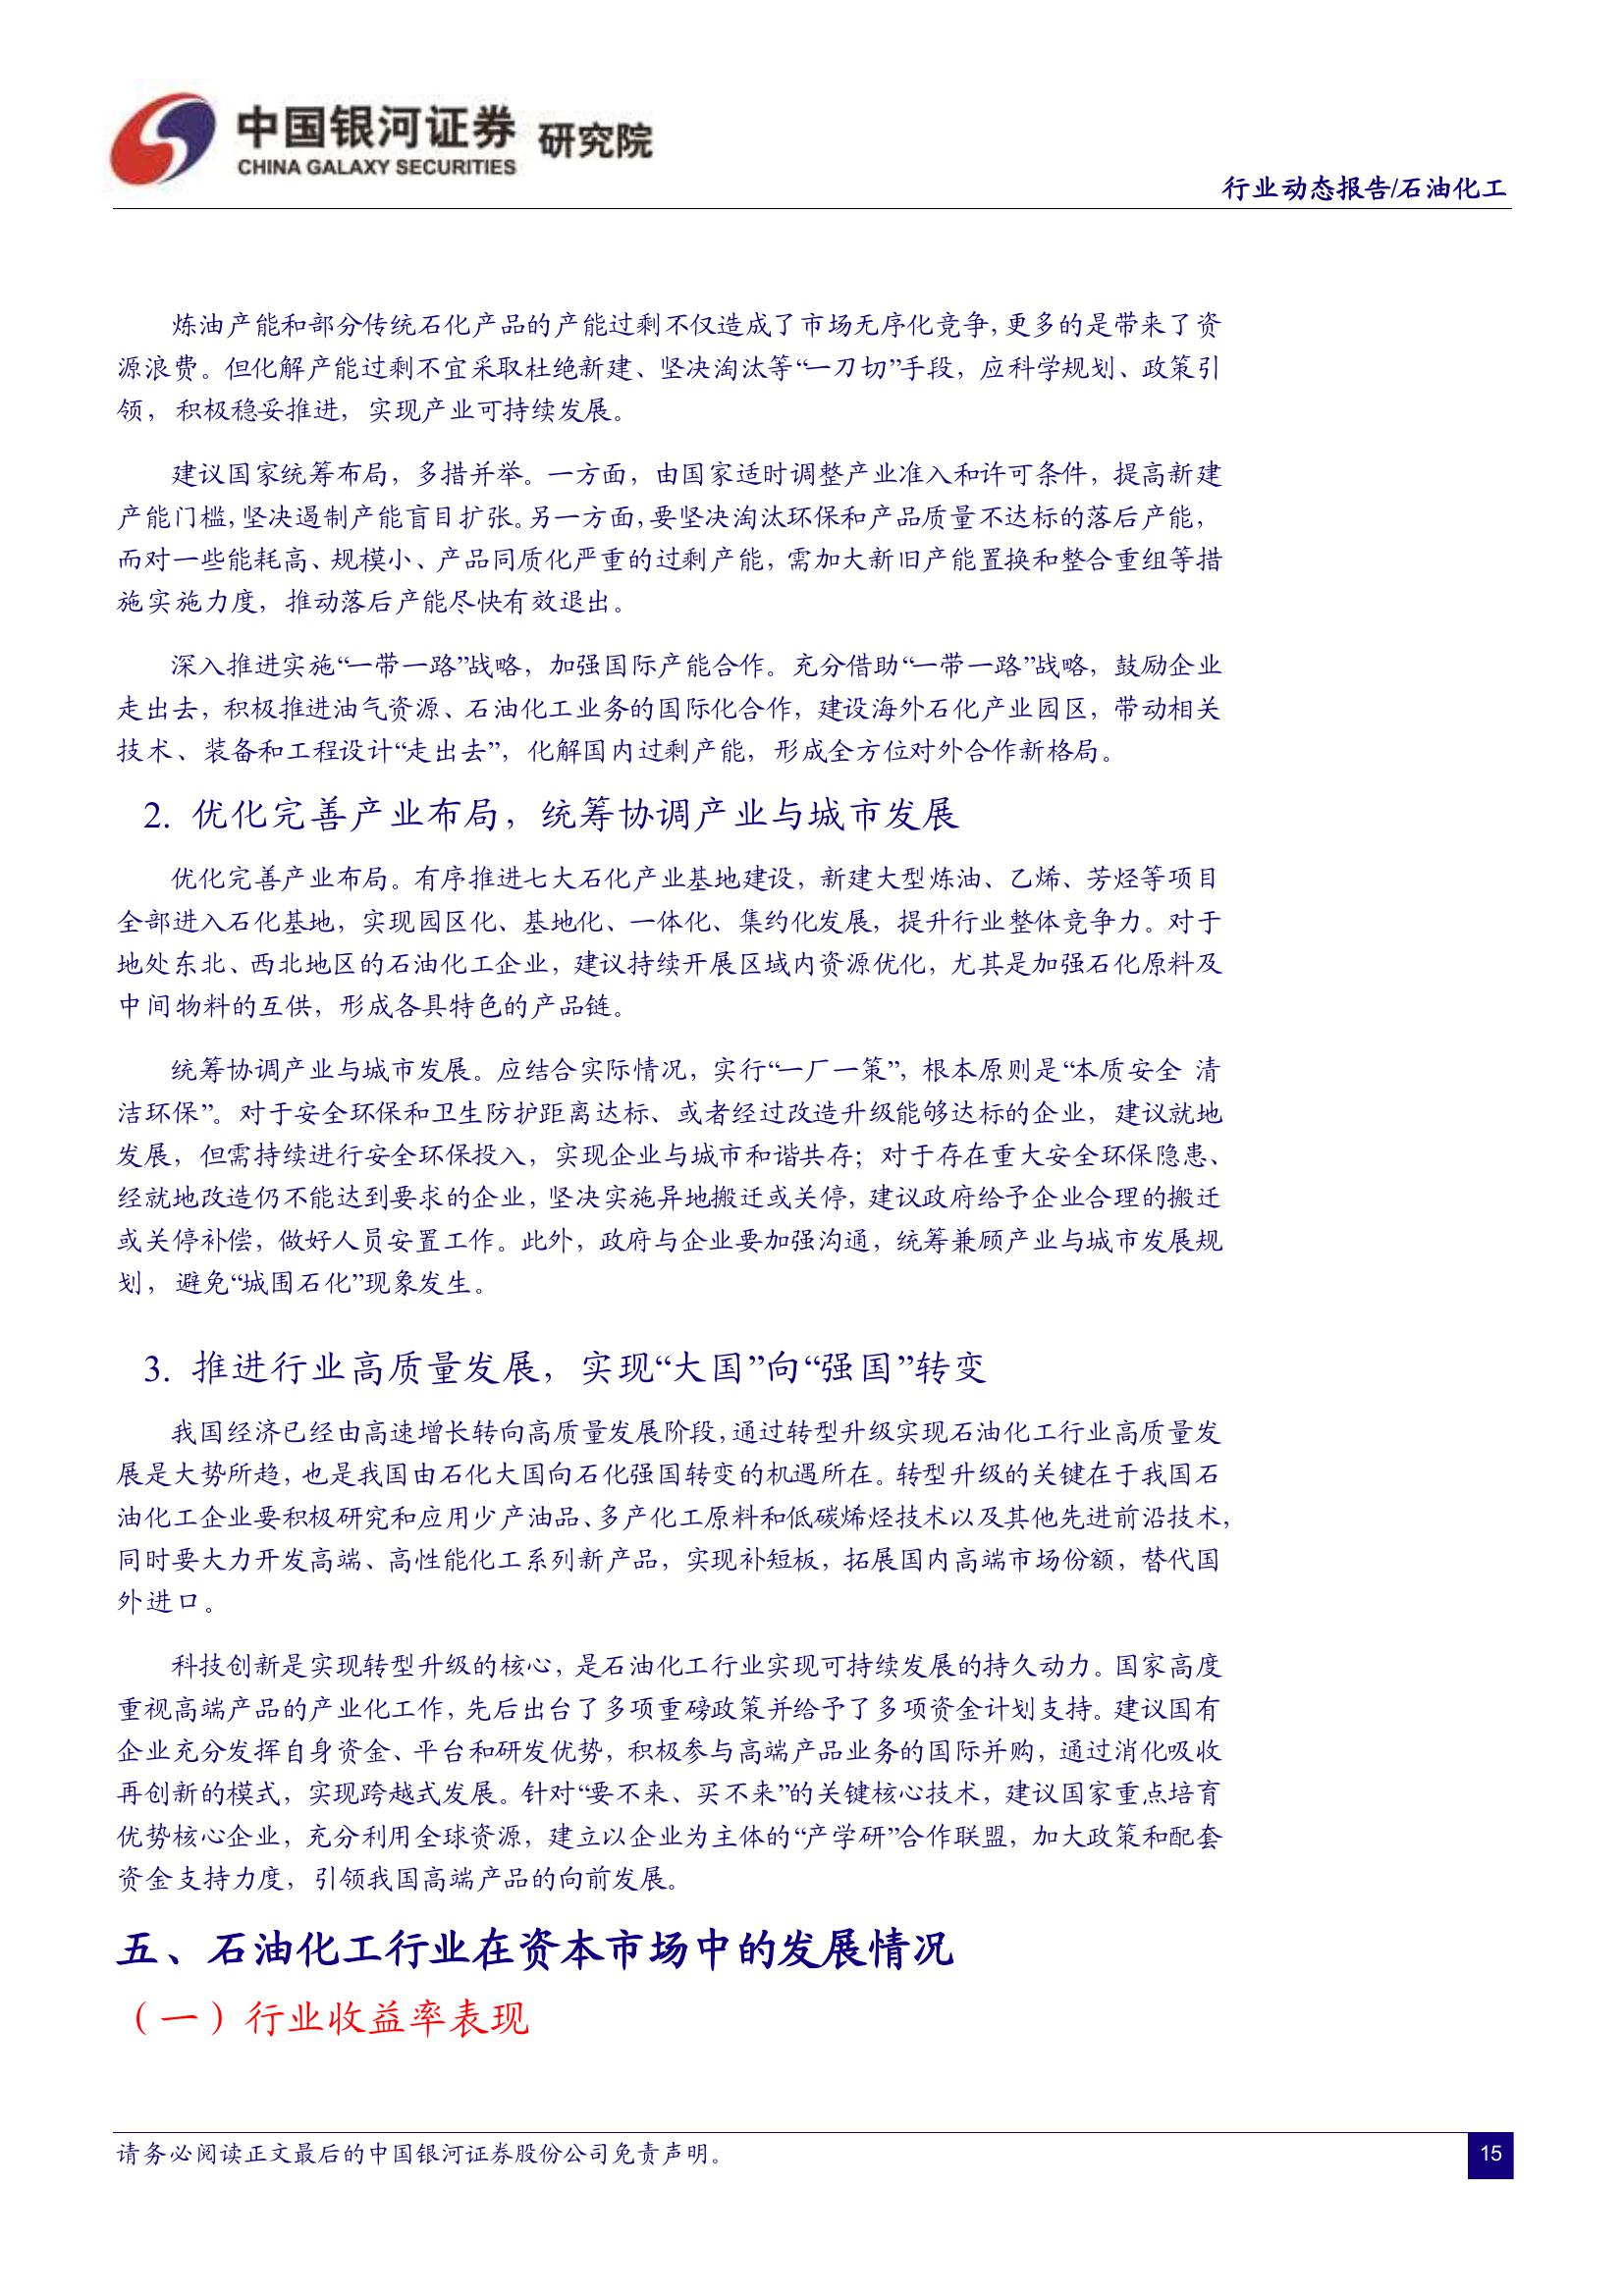 中国银河证券 研究院
CHINA GALAXY SECURITIES
行业动态报告/石油化工
炼油产能和部分传统石化产品的产能过剩不仅造成了市场无序化竞争，更多的是带来了资
源浪费。但化解产能过剩不宜采取杜绝新建、坚决淘汰等“一刀切”手段，应科学规划、政策引
领，积极稳妥推进，实现产业可持续发展。
建议国家统筹布局，多措并举。一方面，由国家适时调整产业准入和许可条件，提高新建
产能门槛，坚决遏制产能盲目扩张。另一方面，要坚决淘汰环保和产品质量不达标的落后产能，
而对一些能耗高、规模小、产品同质化严重的过剩产能，需加大新旧产能置换和整合重组等措
施实施力度，推动落后产能尽快有效退出。
深入推进实施“一带一路”战略，加强国际产能合作。充分借助“一带一路”战略，鼓励企业
走出去，积极推进油气资源、石油化工业务的国际化合作，建设海外石化产业园区，带动相关
技术、装备和工程设计“走出去”，化解国内过剩产能，形成全方位对外合作新格局。
2. 优化完善产业布局，统筹协调产业与城市发展
优化完善产业布局。有序推进七大石化产业基地建设，新建大型炼油、乙烯、芳烃等项目
全部进入石化基地，实现园区化、基地化、一体化、集约化发展，提升行业整体竞争力。对于
地处东北、西北地区的石油化工企业，建议持续开展区域内资源优化，尤其是加强石化原料及
中间物料的互供，形成各具特色的产品链。
统筹协调产业与城市发展。应结合实际情况，实行“一厂一策”，根本原则是“本质安全 清
洁环保”。对于安全环保和卫生防护距离达标、或者经过改造升级能够达标的企业，建议就地
发展，但需持续进行安全环保投入，实现企业与城市和谐共存；对于存在重大安全环保隐患、
经就地改造仍不能达到要求的企业，坚决实施异地搬迁或关停，建议政府给予企业合理的搬迁
或关停补偿，做好人员安置工作。此外，政府与企业要加强沟通，统筹兼顾产业与城市发展规
划，避免“城围石化”现象发生。
3. 推进行业高质量发展，实现“大国”向“强国”转变
我国经济已经由高速增长转向高质量发展阶段，通过转型升级实现石油化工行业高质量发
展是大势所趋，也是我国由石化大国向石化强国转变的机遇所在。转型升级的关键在于我国石
油化工企业要积极研究和应用少产油品、多产化工原料和低碳烯烃技术以及其他先进前沿技术，
同时要大力开发高端、高性能化工系列新产品，实现补短板，拓展国内高端市场份额，替代国
外进口。
科技创新是实现转型升级的核心，是石油化工行业实现可持续发展的持久动力。国家高度
重视高端产品的产业化工作，先后出台了多项重磅政策并给予了多项资金计划支持。建议国有
企业充分发挥自身资金、平台和研发优势，积极参与高端产品业务的国际并购，通过消化吸收
再创新的模式，实现跨越式发展。针对“要不来、买不来”的关键核心技术，建议国家重点培育
优势核心企业，充分利用全球资源，建立以企业为主体的“产学研”合作联盟，加大政策和配套
资金支持力度，引领我国高端产品的向前发展。
五、石油化工行业在资本市场中的发展情况
（一）行业收益率表现
请务必阅读正文最后的中国银河证券股份公司免责声明。
15